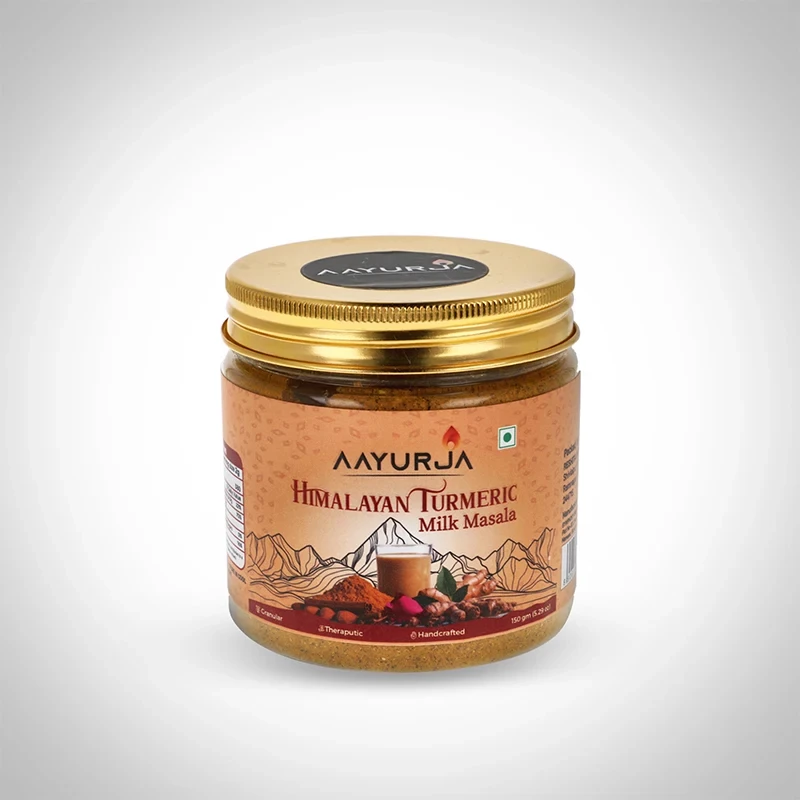 AAYURJA
AAYURJA
HIMALAYAN TURMERIC
Milk Masala
Granular
Theraputic
Handcrafted
150 gm (5.29 oz)